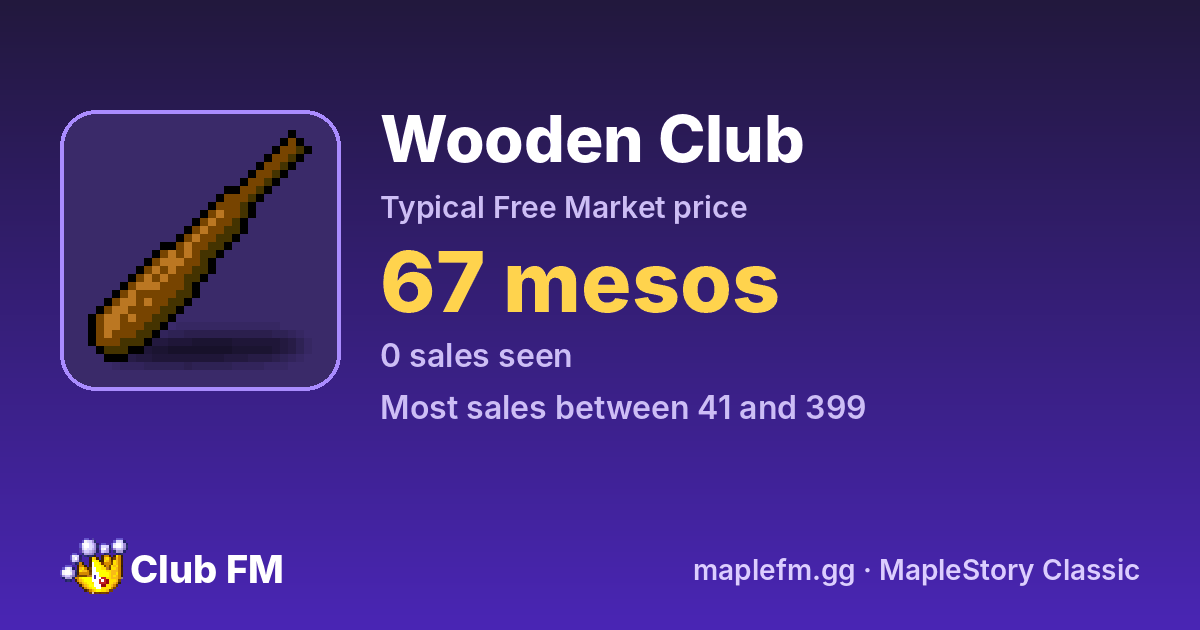 Wooden Club
Typical Free Market price
67 mesos
0 sales seen
Most sales between 41 and 399
Club FM
maplefm.gg · MapleStory Classic